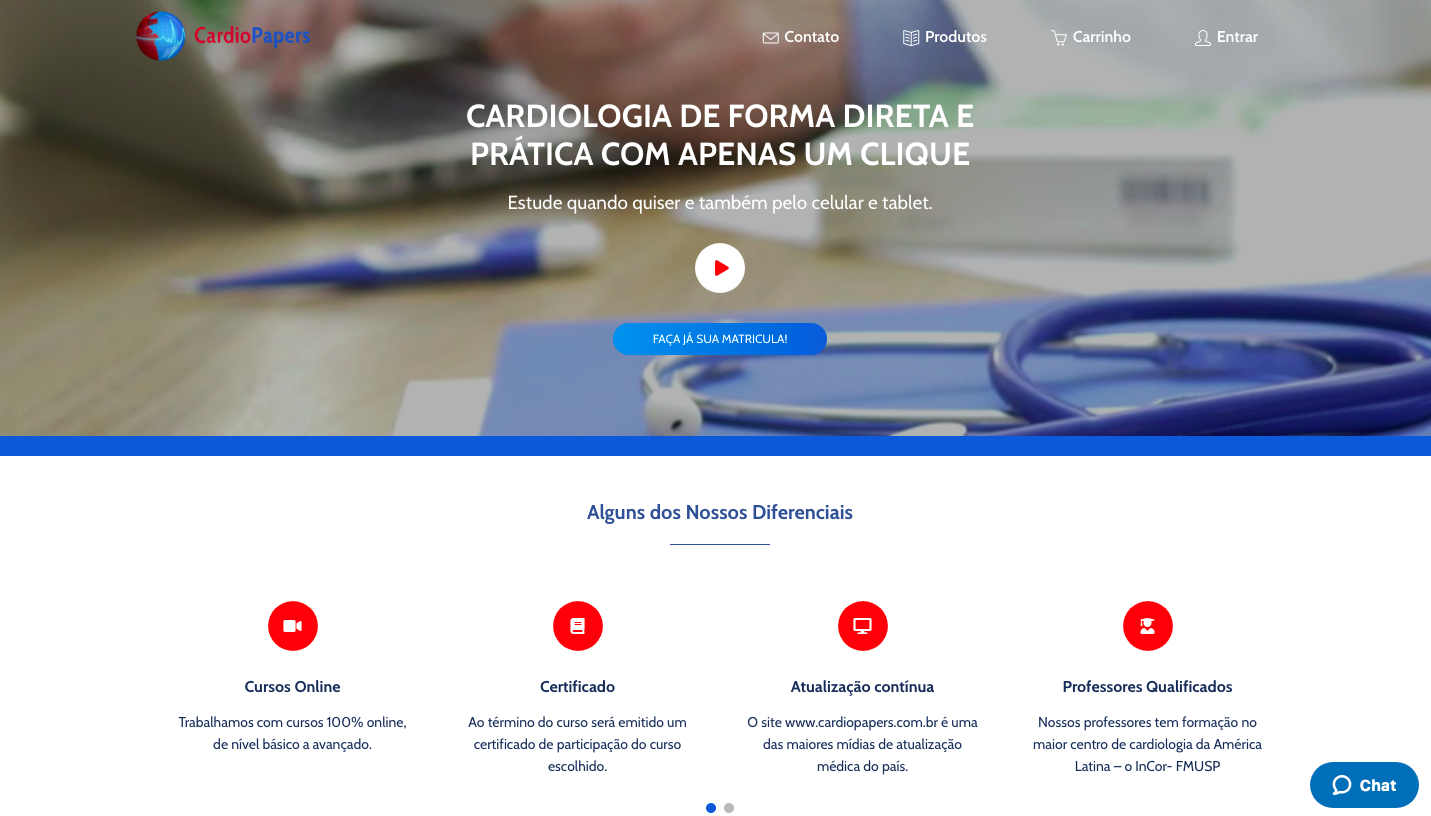 CardioPapers
Contato
Produtos
Carrinho
Entrar
CARDIOLOGIA DE FORMA DIRETA E
PRÁTICA COM APENAS UM CLIQUE
Estude quando quiser e também pelo celular e tablet.
FAÇA JÁ SUA MATRICULA!
Alguns dos Nossos Diferenciais
Cursos Online
Trabalhamos com cursos 100% online,
de nível básico a avançado.
Certificado
Ao término do curso será emitido um
certificado de participação do curso
escolhido.
Atualização contínua
O site www.cardiopapers.com.br é uma
das maiores mídias de atualização
médica do país.
Professores Qualificados
Nossos professores tem formação no
maior centro de cardiologia da América
Latina – o InCor- FMUSP
Chat